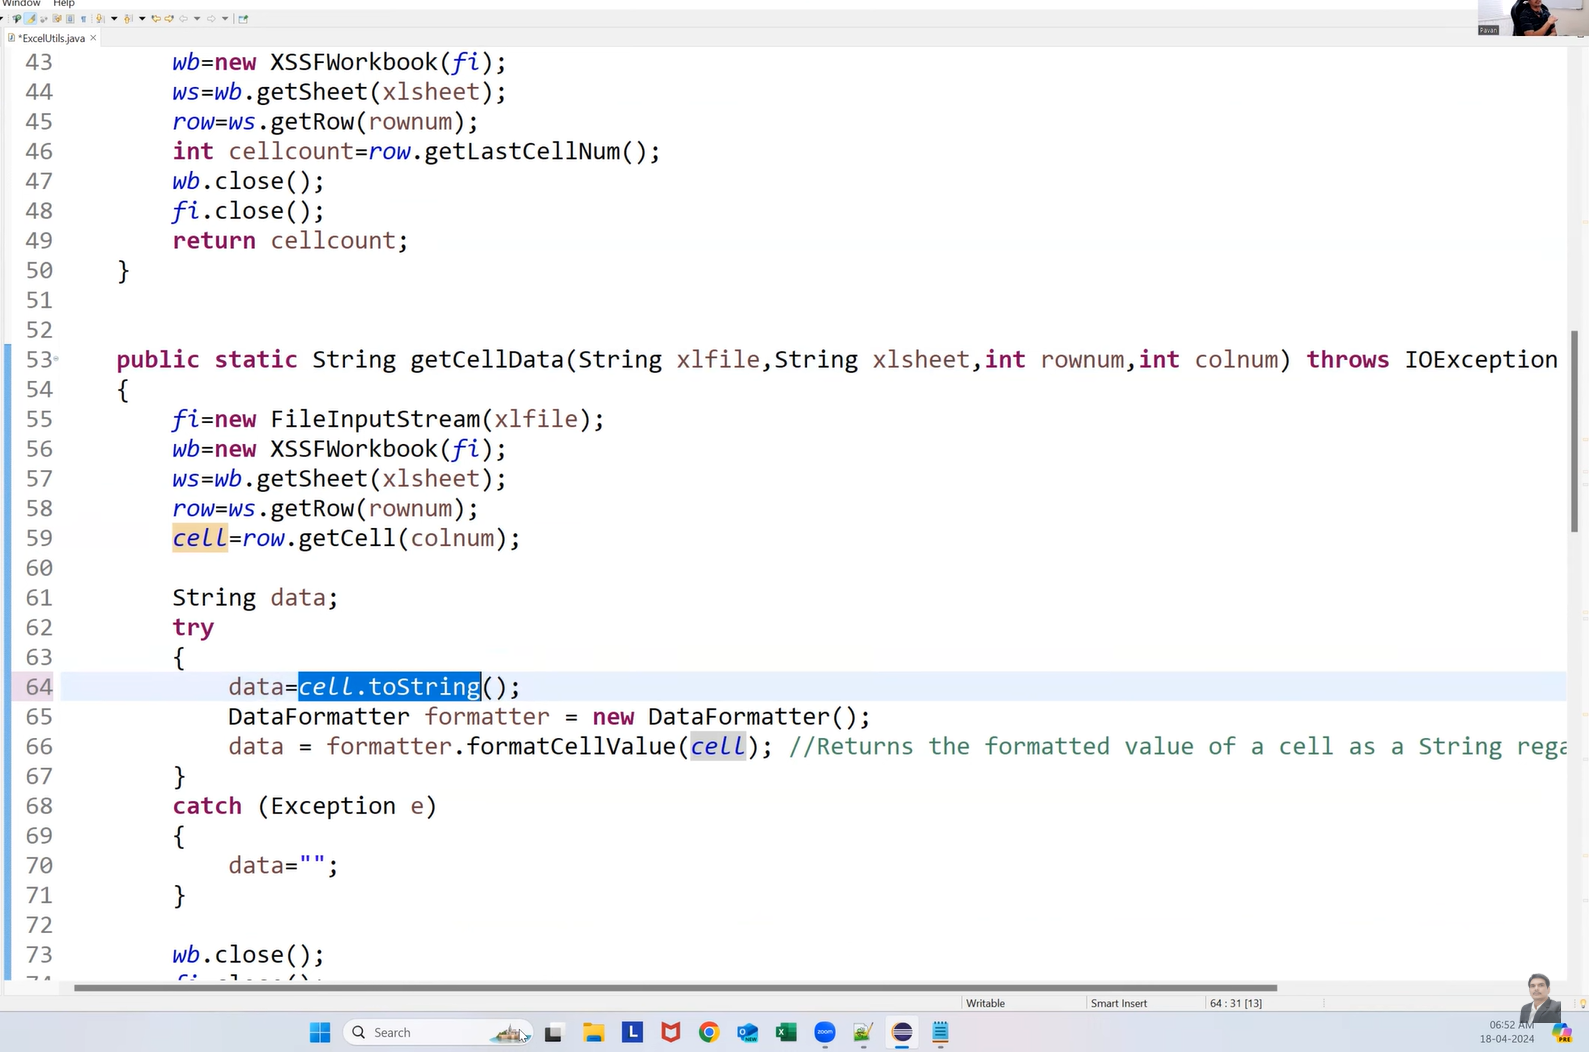 Window Help
*ExcelUtils.java
Pavan
43 wb=new XSSFWorkbook(fi);
44 ws=wb.getSheet(xlsheet);
45 row=ws.getRow(rownum);
46 int cellcount=row.getLastCellNum();
47 wb.close();
48 fi.close();
49 return cellcount;
50 }
51
52
53 public static String getCellData(String xlfile,String xlsheet,int rownum,int colnum) throws IOException
54 {
55 fi=new FileInputStream(xlfile);
56 wb=new XSSFWorkbook(fi);
57 ws=wb.getSheet(xlsheet);
58 row=ws.getRow(rownum);
59 cell=row.getCell(colnum);
60
61 String data;
62 try
63 {
64 data=cell.toString();
65 DataFormatter formatter = new DataFormatter();
66 data = formatter.formatCellValue(cell); //Returns the formatted value of a cell as a String rega
67 }
68 catch (Exception e)
69 {
70 data="";
71 }
72
73 wb.close();
74 fi.close();
Writable Smart Insert 64 : 31 [13]
Search
L
NEW
zoom
06:52 AM
18-04-2024
PRE